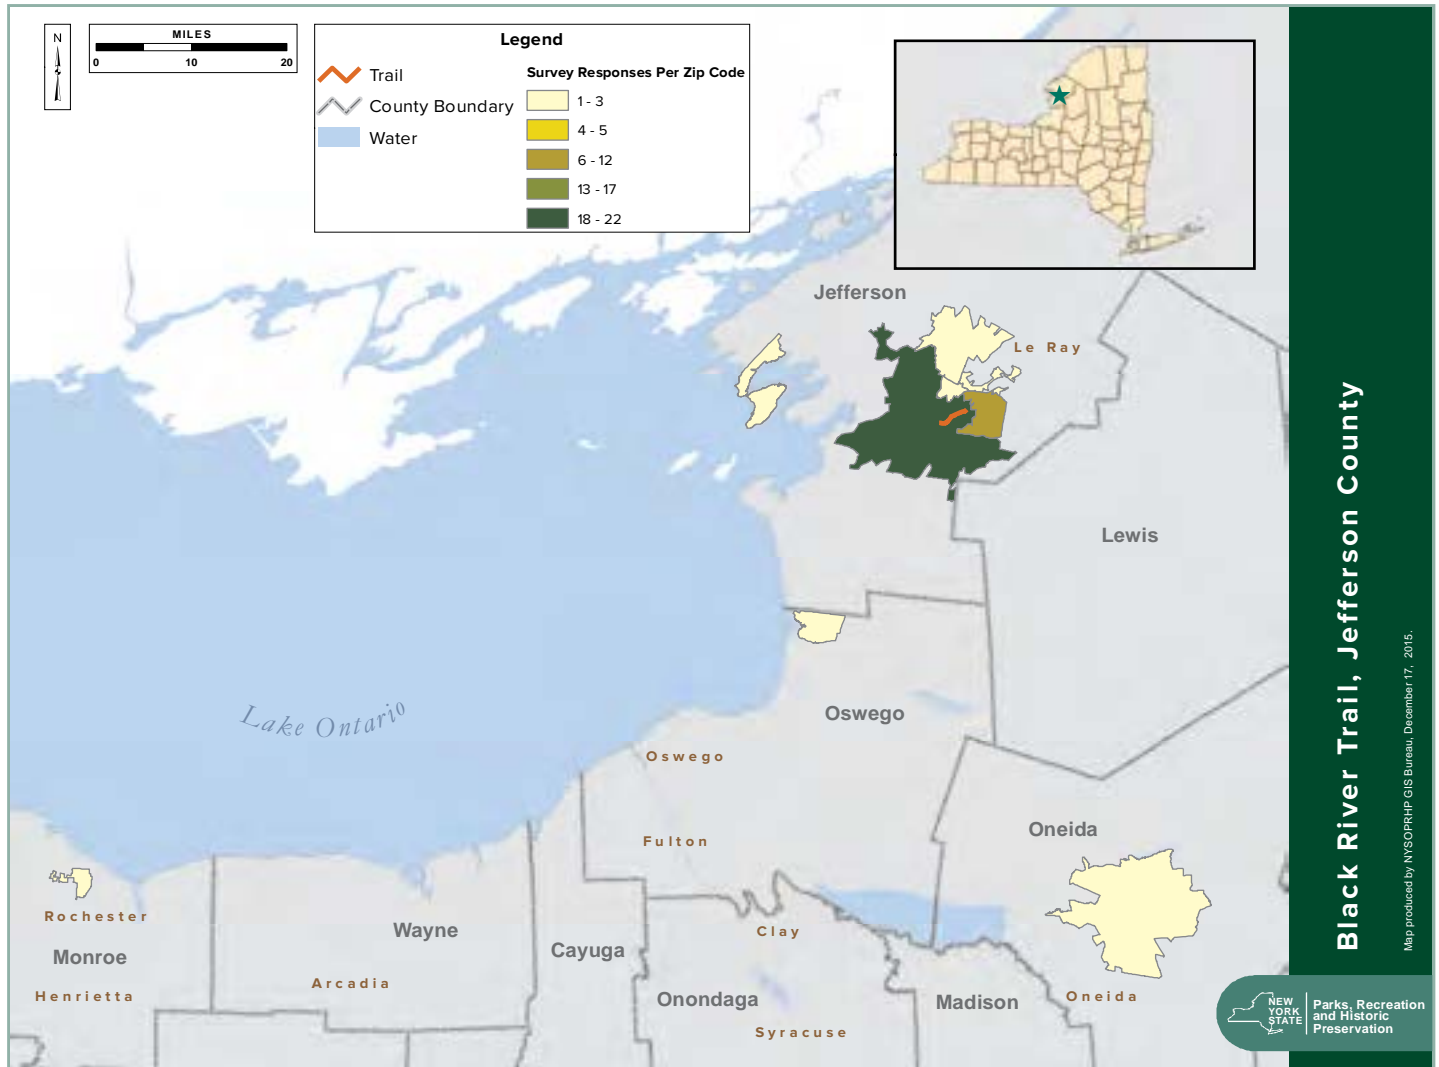 N
MILES
0 10 20
Legend
Trail
County Boundary
Water
Survey Responses Per Zip Code
1 - 3
4 - 5
6 - 12
13 - 17
18 - 22
Jefferson
Le Ray
Lewis
Lake Ontario
Oswego
Oswego
Fulton
Oneida
Rochester
Monroe
Henrietta
Wayne
Arcadia
Cayuga
Clay
Onondaga
Syracuse
Madison
Oneida
Black River Trail, Jefferson County
Map produced by NYSOPRHP GIS Bureau, December 17, 2015.
NEW
YORK
STATE
Parks, Recreation
and Historic
Preservation